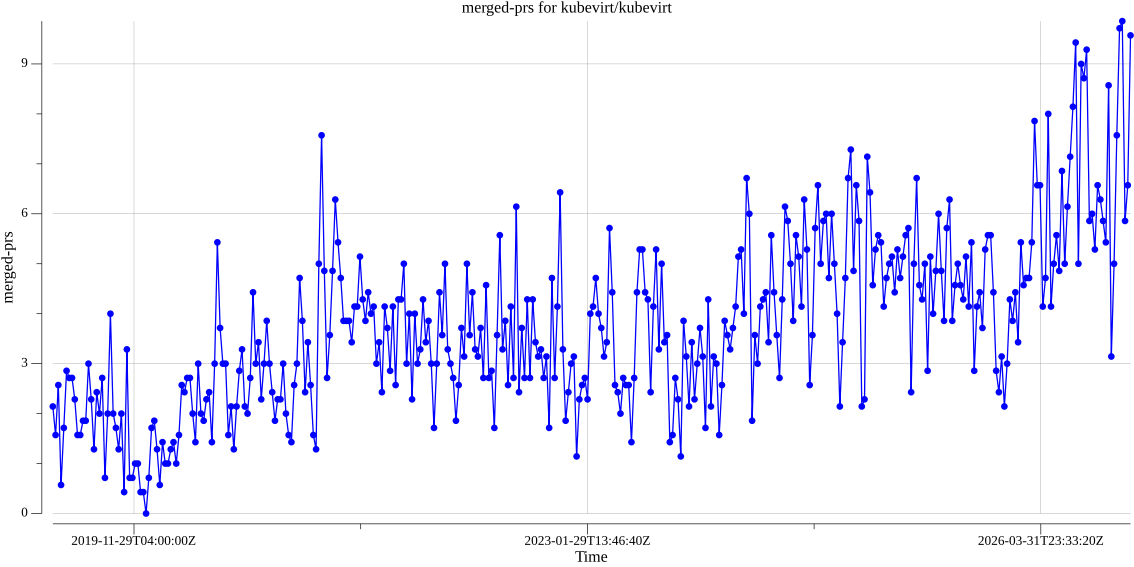 merged-prs for kubevirt/kubevirt
merged-prs
9
6
3
0
2019-11-29T04:00:00Z
2023-01-29T13:46:40Z
2026-03-31T23:33:20Z
Time